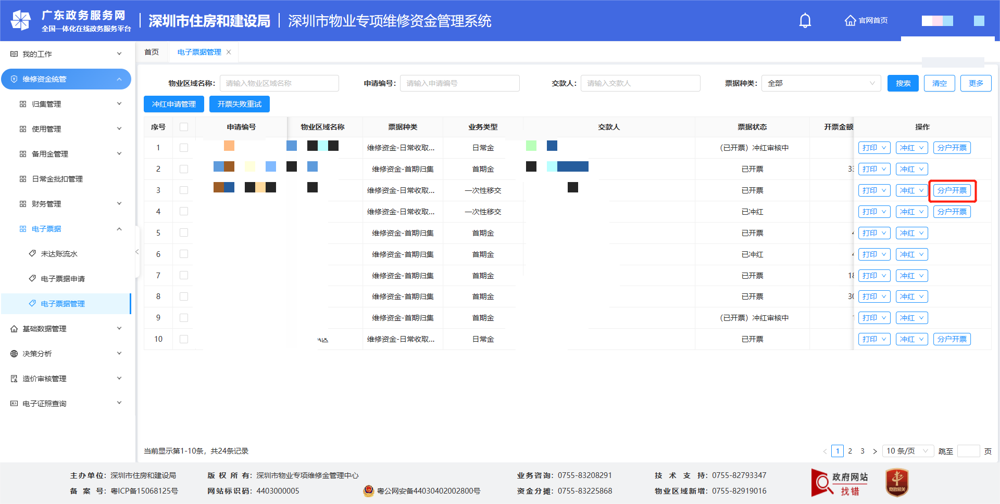 广东政务服务网
全国一体化在线政务服务平台
深圳市住房和建设局
深圳市物业专项维修资金管理系统
官网首页
我的工作
维修资金统管
归集管理
使用管理
备用金管理
日常金批扣管理
财务管理
电子票据
未达账流水
电子票据申请
电子票据管理
基础数据管理
决策分析
造价审核管理
电子证照查询
首页 电子票据管理
物业区域名称: 请输入物业区域名称 申请编号: 请输入申请编号 交款人: 请输入交款人 票据种类: 全部 搜索 清空 更多
冲红申请管理 开票失败重试
序号 申请编号 物业区域名称 票据种类 业务类型 交款人 票据状态 开票金额 操作
1 维修资金-日常收取... 日常金 (已开票) 冲红审核中 打印 冲红 分户开票
2 维修资金-首期归集 首期金 已开票 打印 冲红
3 维修资金-日常收取... 一次性移交 已开票 打印 冲红 分户开票
4 维修资金-日常收取... 一次性移交 已冲红 打印 冲红 分户开票
5 维修资金-首期归集 首期金 已开票 打印 冲红
6 维修资金-首期归集 首期金 已冲红 打印 冲红
7 维修资金-首期归集 首期金 已开票 18 打印 冲红
8 维修资金-首期归集 首期金 已开票 30 打印 冲红
9 维修资金-首期归集 首期金 (已开票) 冲红审核中 打印 冲红
10 区 维修资金-日常收取... 日常金 已开票 打印 冲红 分户开票
当前显示第1-10条，共24条记录
1 2 3 10 条/页 跳至 页
主办单位: 深圳市住房和建设局 版权所有: 深圳市物业专项维修金管理中心 业务咨询: 0755-83208291 技术支持: 0755-82793347
备案号: 粤ICP备15068125号 网站标识码: 4403000005 粤公网安备44030402002800号 资金分摊: 0755-83225868 物业区域新增: 0755-82919016
政府网站
找错
党政机关